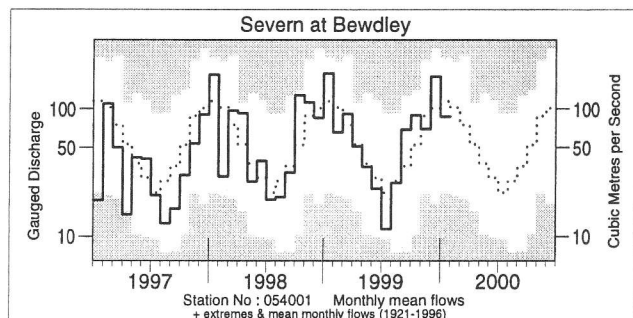 Severn at Bewdley
Gauged Discharge
100
50
10
100
50
10
Cubic Metres per Second
1997
1998
1999
2000
Station No : 054001 Monthly mean flows
+ extremes & mean monthly flows (1921-1996)